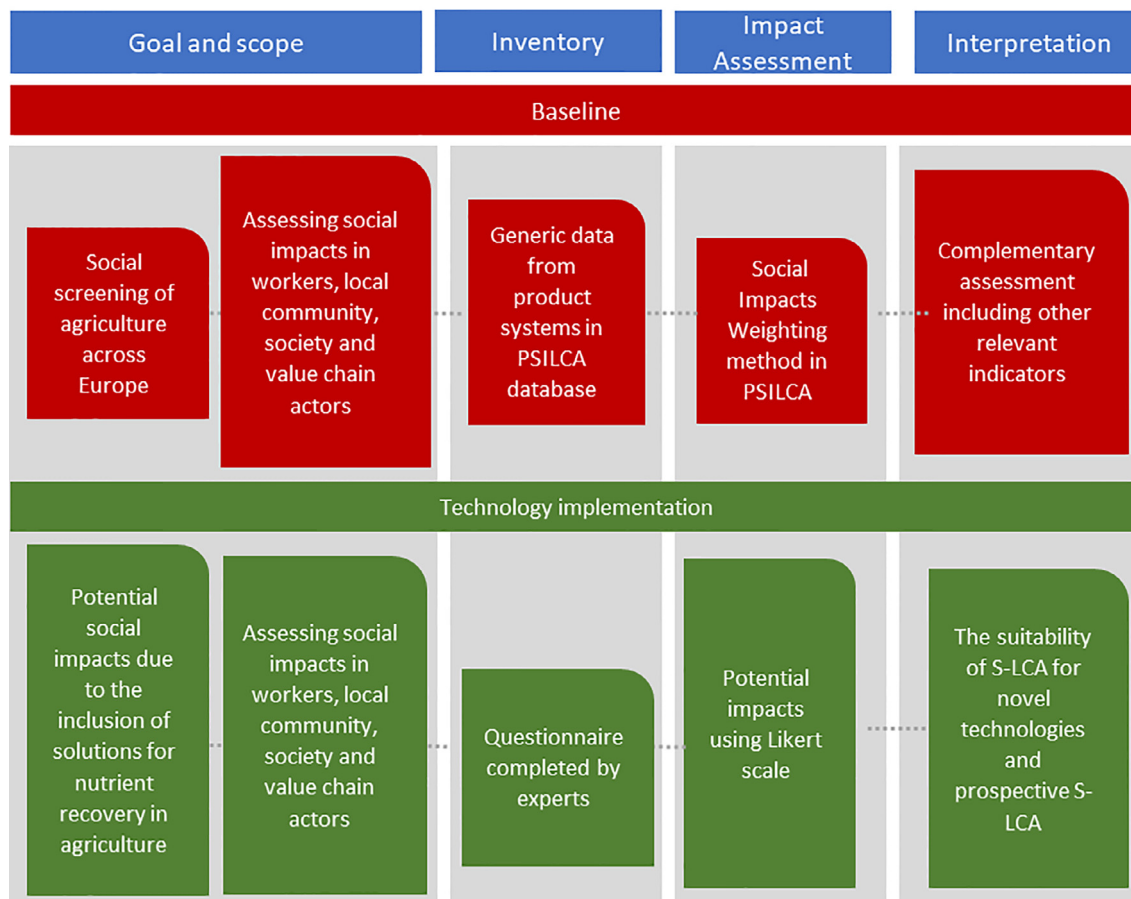 Goal and scope
Inventory
Impact
Assessment
Interpretation
Baseline
Social
screening of
agriculture
across
Europe
Assessing social
impacts in
workers, local
community,
society and
value chain
actors
Generic data
from
product
systems in
PSILCA
database
Social
Impacts
Weighting
method in
PSILCA
Complementary
assessment
including other
relevant
indicators
Technology implementation
Potential
social
impacts due
to the
inclusion of
solutions for
nutrient
recovery in
agriculture
Assessing social
impacts in
workers, local
community,
society and
value chain
actors
Questionnaire
completed by
experts
Potential
impacts
using Likert
scale
The suitability
of S-LCA for
novel
technologies
and
prospective S-
LCA